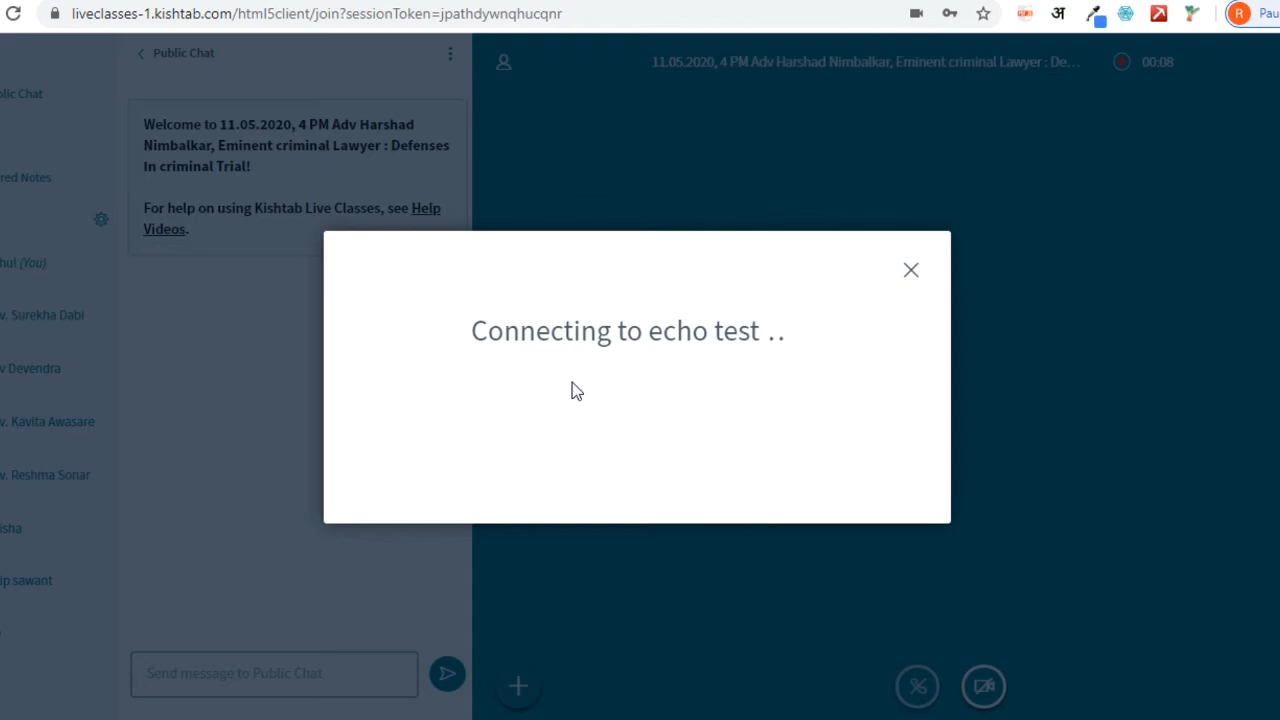 liveclasses-1.kishtab.com/html5client/join?sessionToken=jpathdywnqhucqnr
अ
R
Pau
Public Chat
11.05.2020, 4 PM Adv Harshad Nimbalkar, Eminent criminal Lawyer : De...
00:08
blic Chat
Welcome to 11.05.2020, 4 PM Adv Harshad
Nimbalkar, Eminent criminal Lawyer : Defenses
In criminal Trial!
red Notes
For help on using Kishtab Live Classes, see Help
Videos.
hul (You)
v. Surekha Dabi
Connecting to echo test ..
v Devendra
v. Kavita Awasare
v. Reshma Sonar
isha
ip sawant
Send message to Public Chat